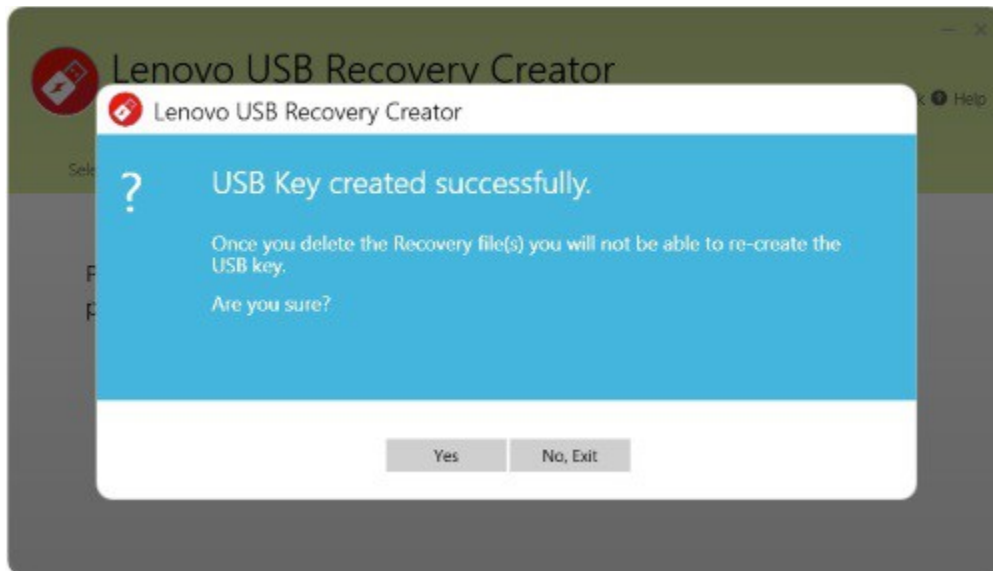 Lenovo USB Recovery Creator
Help
Lenovo USB Recovery Creator
?
USB Key created successfully.
Once you delete the Recovery file(s) you will not be able to re-create the
USB key.
Are you sure?
Yes
No, Exit